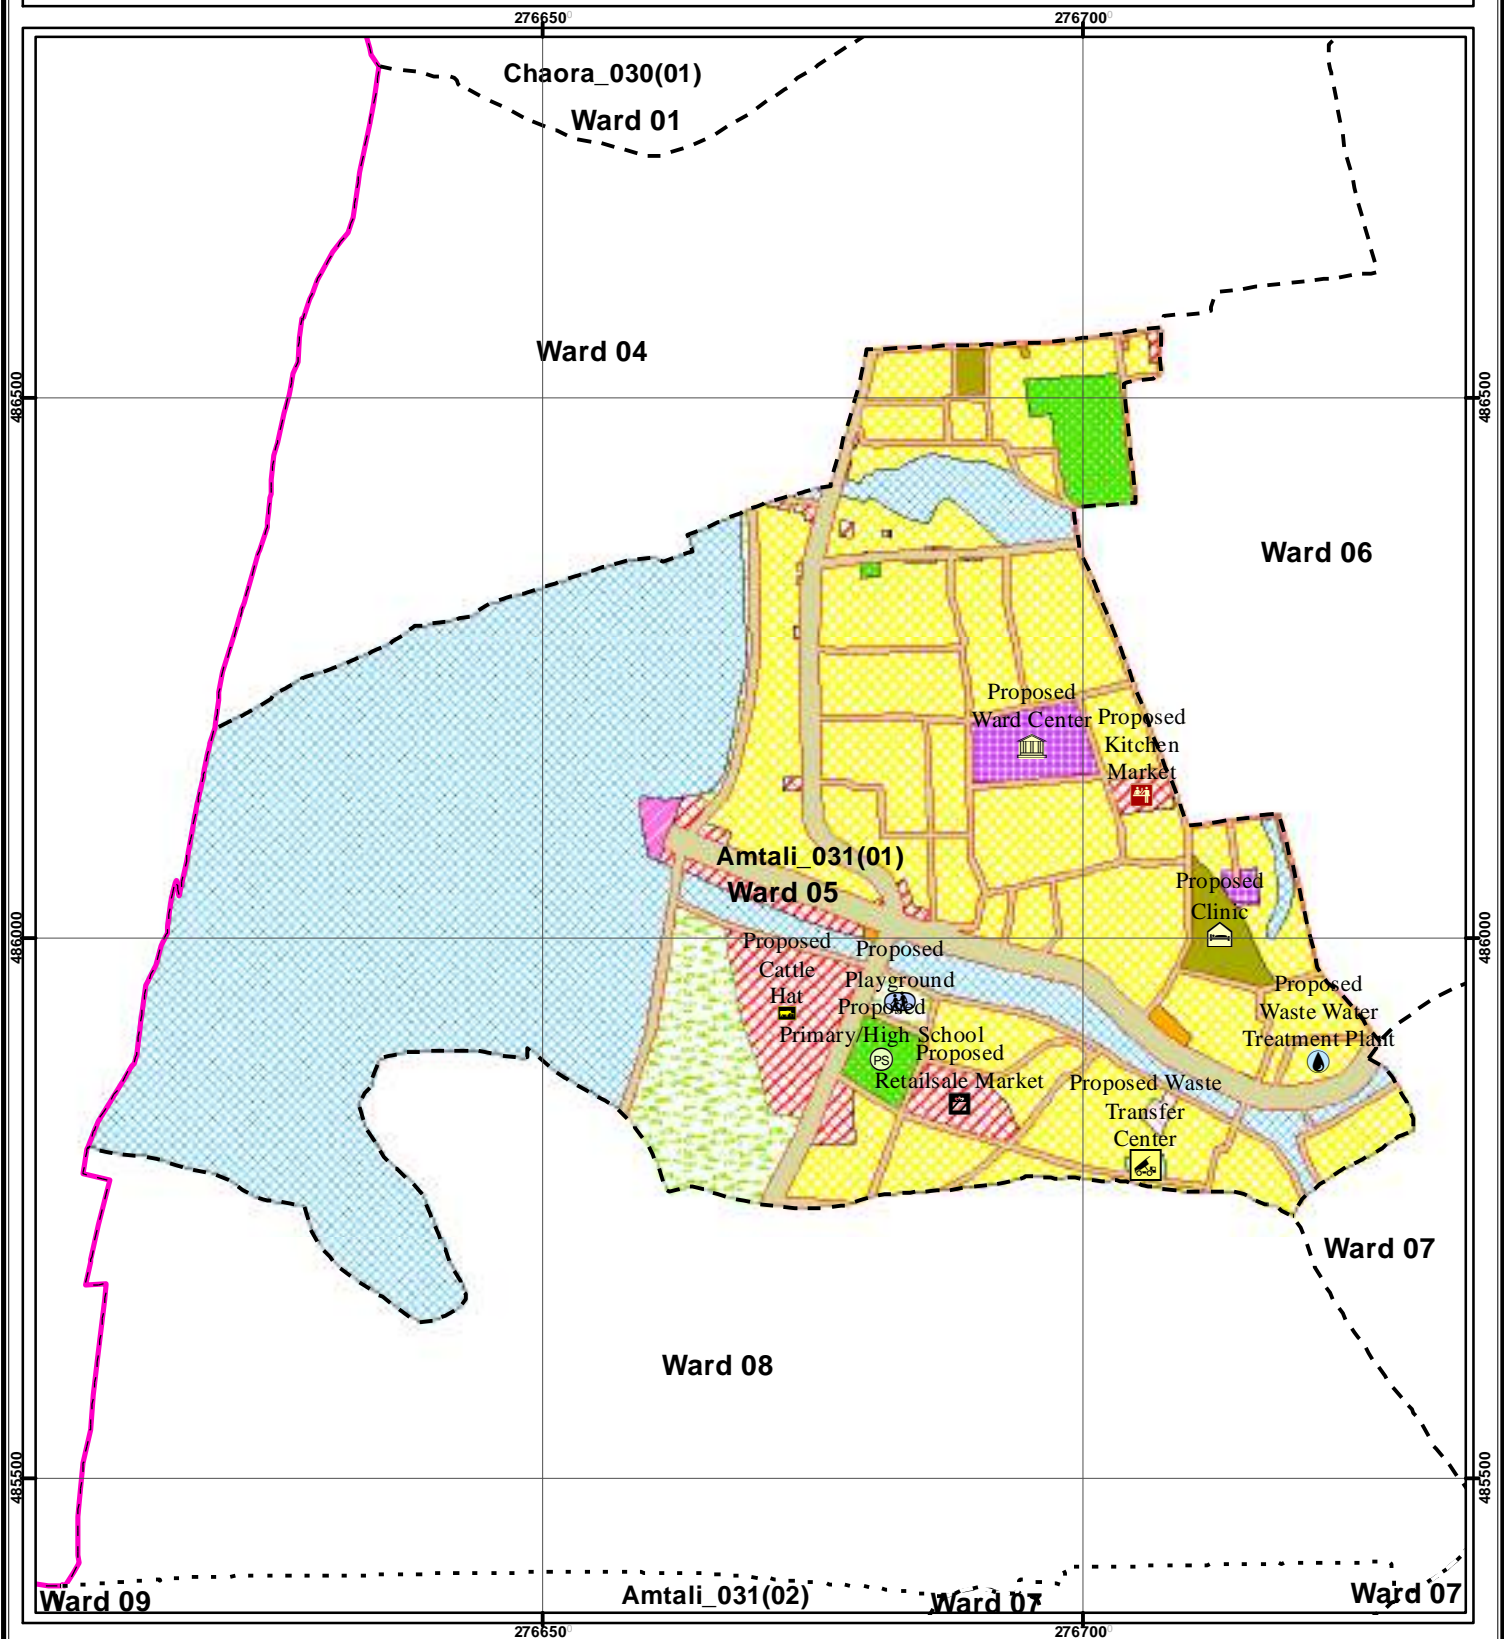 276650
276700
Chaora_030(01)
Ward 01
Ward 04
486500
486500
Ward 06
Proposed
Ward Center
Proposed
Kitchen
Market
Amtali_031(01)
Ward 05
Proposed
Clinic
486000
486000
Proposed
Cattle
Hat
Proposed
Playground
Proposed
Primary/High School
PS
Proposed
Retailsale Market
Proposed
Waste Water
Treatment Plant
Proposed Waste
Transfer
Center
Ward 07
Ward 08
485500
485500
Ward 09
Amtali_031(02)
Ward 07
Ward 07
276650
276700